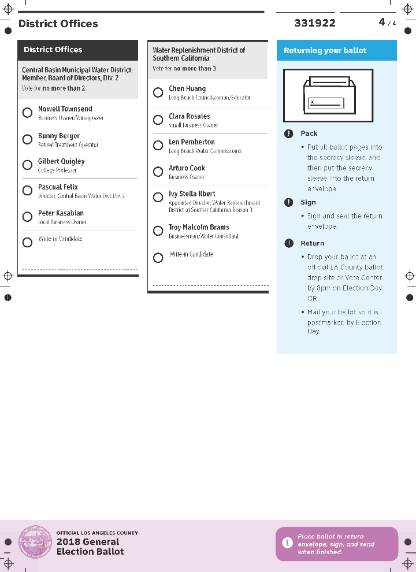 District Offices
331922
4 / 4
District Offices
Central Basin Municipal Water District
Member, Board of Directors, Div. 2
Vote for no more than 2
Nowell Townsend
Business Owner/Winegrower
Bunny Berger
Retired Treatment Operator
Gilbert Quigley
College Professor
Pascual Felix
Director, Central Basin Water Dist. Div. 2
Peter Kasabian
Local Business Owner
Write-in Candidate
Water Replenishment District of
Southern California
Vote for no more than 3
Chen Huang
Long Beach Councilwoman/Educator
Clara Rosales
Small Business Owner
Len Pemberton
Long Beach Water Commissioner
Arturo Cook
Business Owner
Ivy Stella Ibert
Appointed Director, Water Replenishment
District of Southern California Division 3
Troy Malcolm Brams
Businessman/Water Consultant
Write-in Candidate
Returning your ballot
Pack
• Put all ballot pages into
the secrecy sleeve, and
then put the secrecy
sleeve into the return
envelope.
Sign
• Sign and seal the return
envelope.
Return
• Drop your ballot at an
official LA County ballot
drop site or Vote Center
by 8pm on Election Day.
OR
• Mail your ballot so it is
postmarked by Election
Day.
OFFICIAL LOS ANGELES COUNTY
2018 General
Election Ballot
Place ballot in return
envelope, sign, and send
when finished.